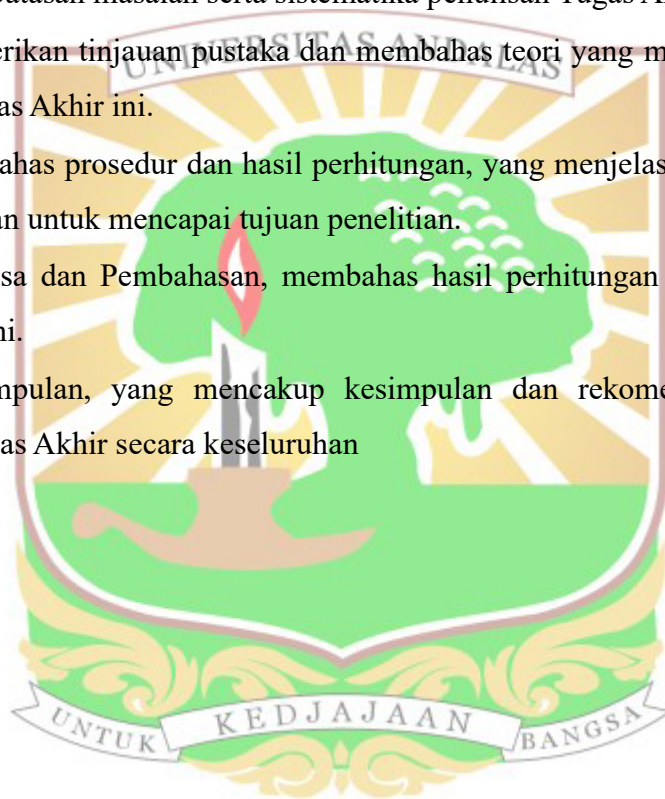 batasan masalah serta sistematika penulisan Tugas A
erikan tinjauan pustaka dan membahas teori yang m
UNIVERSITAS ANDALAS
as Akhir ini.
ahas prosedur dan hasil perhitungan, yang menjelas
an untuk mencapai tujuan penelitian.
sa dan Pembahasan, membahas hasil perhitungan
ni.
mpulan, yang mencakup kesimpulan dan rekome
as Akhir secara keseluruhan
UNTUK KEDJAJAAN BANGSA